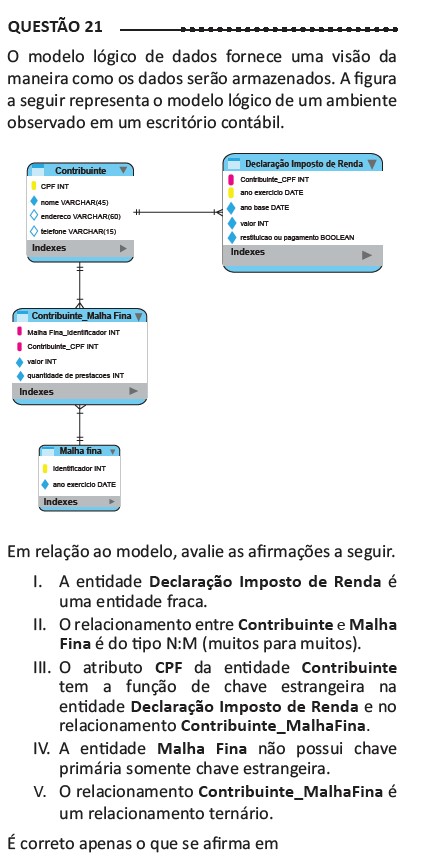 QUESTÃO 21
O modelo lógico de dados fornece uma visão da
maneira como os dados serão armazenados. A figura
a seguir representa o modelo lógico de um ambiente
observado em um escritório contábil.
Contribuinte
CPF INT
nome VARCHAR(45)
endereco VARCHAR(60)
telefone VARCHAR(15)
Indexes
Declaração Imposto de Renda
Contribuinte_CPF INT
ano exercicio DATE
ano base DATE
valor INT
restituicao ou pagamento BOOLEAN
Indexes
Contribuinte_Malha Fina
Malha Fina_Identificador INT
Contribuinte_CPF INT
valor INT
quantidade de prestacoes INT
Indexes
Malha fina
Identificador INT
ano exercicio DATE
Indexes
Em relação ao modelo, avalie as afirmações a seguir.
I. A entidade Declaração Imposto de Renda é
uma entidade fraca.
II. O relacionamento entre Contribuinte e Malha
Fina é do tipo N:M (muitos para muitos).
III. O atributo CPF da entidade Contribuinte
tem a função de chave estrangeira na
entidade Declaração Imposto de Renda e no
relacionamento Contribuinte_MalhaFina.
IV. A entidade Malha Fina não possui chave
primária somente chave estrangeira.
V. O relacionamento Contribuinte_MalhaFina é
um relacionamento ternário.
É correto apenas o que se afirma em